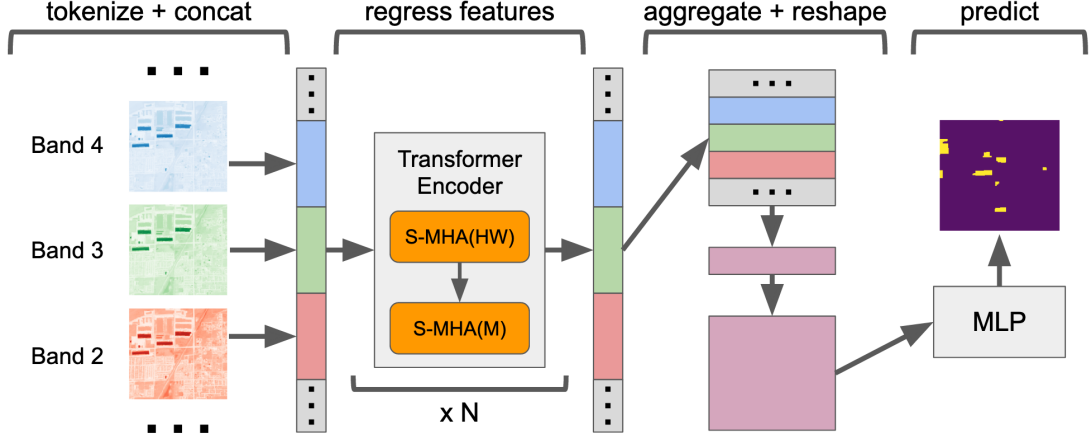 tokenize + concat
regress features
aggregate + reshape
predict
Band 4
Band 3
Band 2
Transformer
Encoder
S-MHA(HW)
S-MHA(M)
x N
MLP